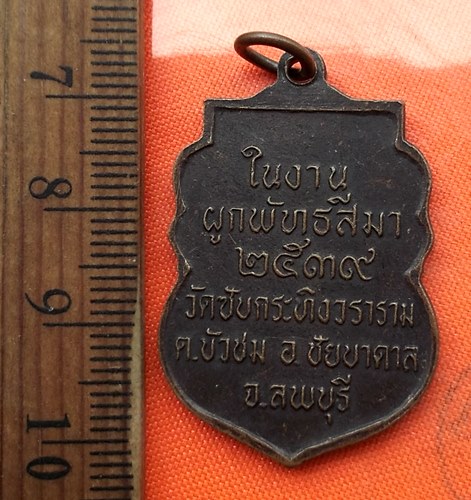 ในงาน
ผูกพัทธสีมา
๒๕๓๙
วัดซับกระทิงวราราม
ต.บัวชุม อ.ชัยบาดาล
จ.ลพบุรี
7
8
9
10